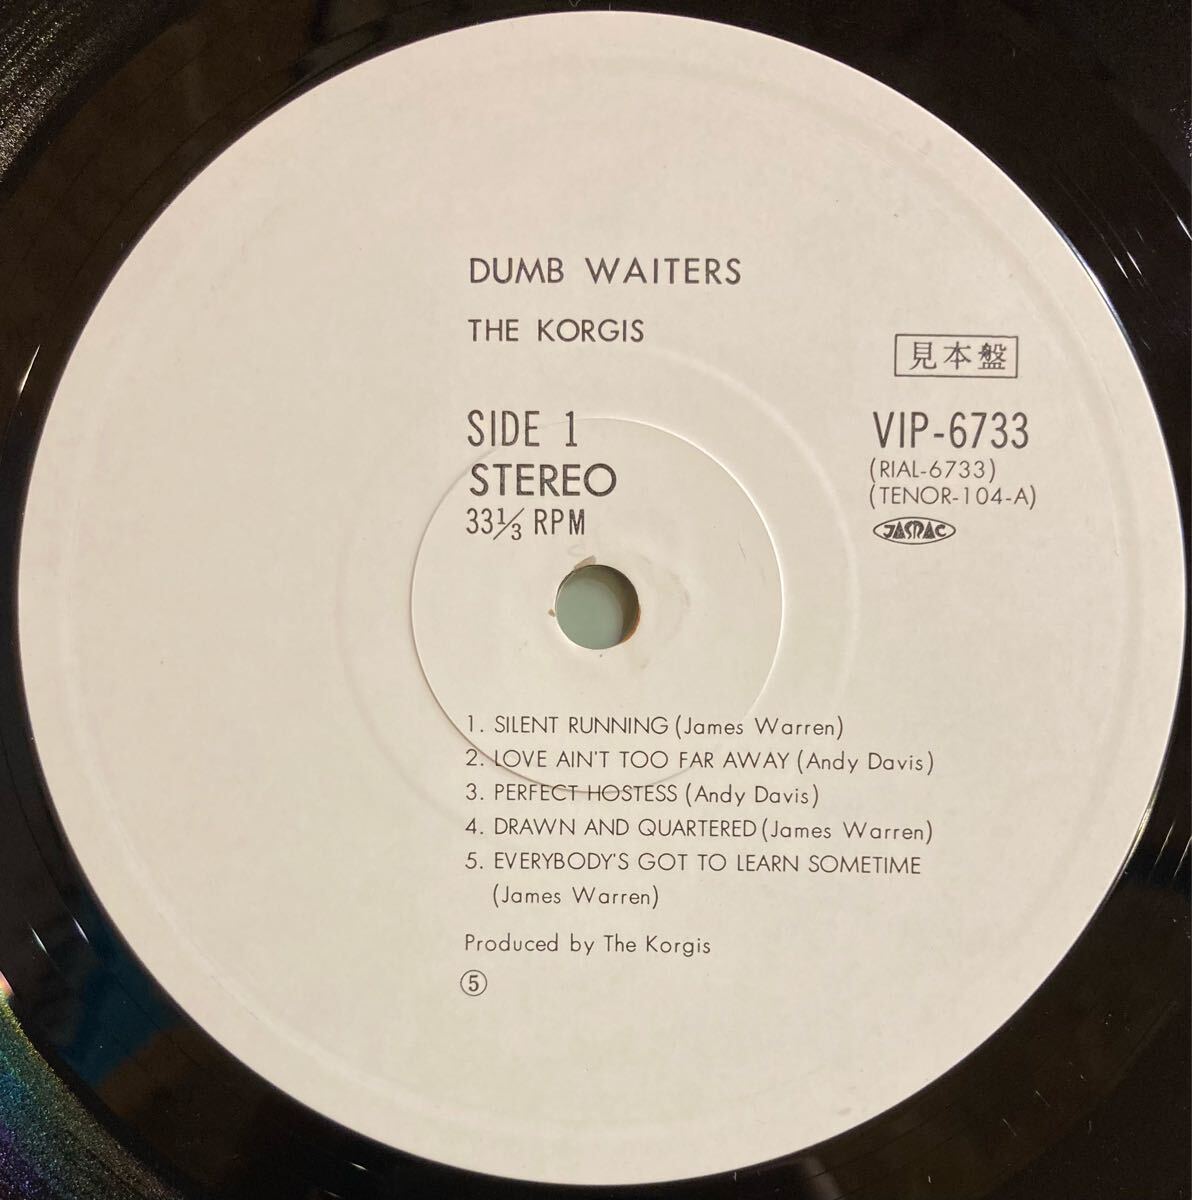 DUMB WAITERS
THE KORGIS
見本盤
SIDE 1
VIP-6733
STEREO
(RIAL-6733)
33⅓ RPM
(TENOR-104-A)
JASRAC
1. SILENT RUNNING (James Warren)
2. LOVE AIN'T TOO FAR AWAY (Andy Davis)
3. PERFECT HOSTESS (Andy Davis)
4. DRAWN AND QUARTERED (James Warren)
5. EVERYBODY'S GOT TO LEARN SOMETIME
(James Warren)
Produced by The Korgis
⑤